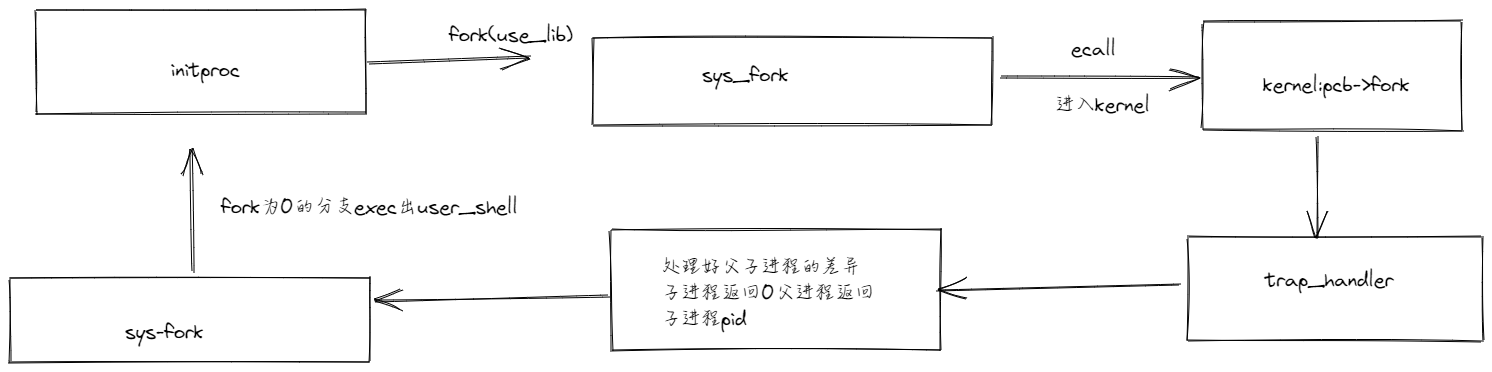 initproc
fork(use_lib)
sys_fork
ecall
进入kernel
kernel:pcb->fork
fork为0的分支exec出user_shell
处理好父子进程的差异
子进程返回0父进程返回
子进程pid
trap_handler
sys-fork